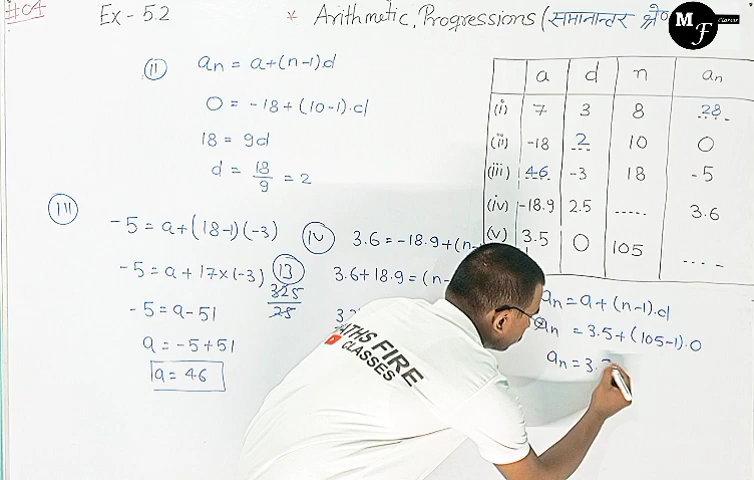 #04 Ex - 5.2 * Arithmetic Progressions (समानान्तर
M F Classes
(ii) an = a+(n-1).d
0 = -18+(10-1).d
18 = 9d
d = 18/9 = 2
(iii) -5 = a+(18-1)(-3)
-5 = a+17x(-3)
-5 = a-51
a = -5+51
a = 46
(iv) 3.6 = -18.9+(n-
3.6+18.9 = (n-
(13)
325/25
a d n an
(i) 7 3 8 28
(ii) -18 2 10 0
(iii) 46 -3 18 -5
(iv) -18.9 2.5 ..... 3.6
(v) 3.5 0 105 ....
an = a+(n-1).d
an = 3.5+(105-1).0
an = 3.
MATHS FIRE
CLASSES